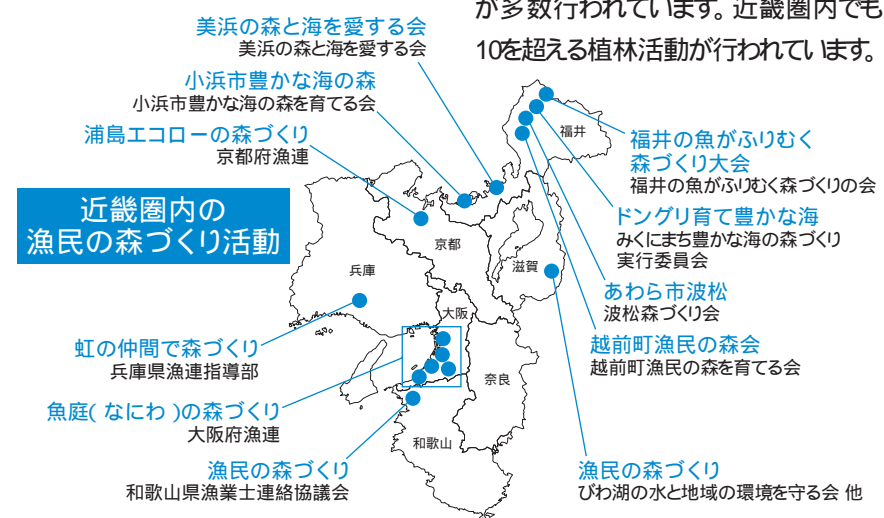 が多数行われています。近畿圏内でも
10を超える植林活動が行われています。
近畿圏内の
漁民の森づくり活動
美浜の森と海を愛する会
美浜の森と海を愛する会
小浜市豊かな海の森
小浜市豊かな海の森を育てる会
浦島エコローの森づくり
京都府漁連
虹の仲間で森づくり
兵庫県漁連指導部
魚庭(なにわ)の森づくり
大阪府漁連
漁民の森づくり
和歌山県漁業士連絡協議会
福井の魚がふりむく
森づくり大会
福井の魚がふりむく森づくりの会
ドングリ育て豊かな海
みくにまち豊かな海の森づくり
実行委員会
あわら市波松
波松森づくり会
越前町漁民の森会
越前町漁民の森を育てる会
漁民の森づくり
びわ湖の水と地域の環境を守る会 他
福井
京都
滋賀
兵庫
大阪
奈良
和歌山